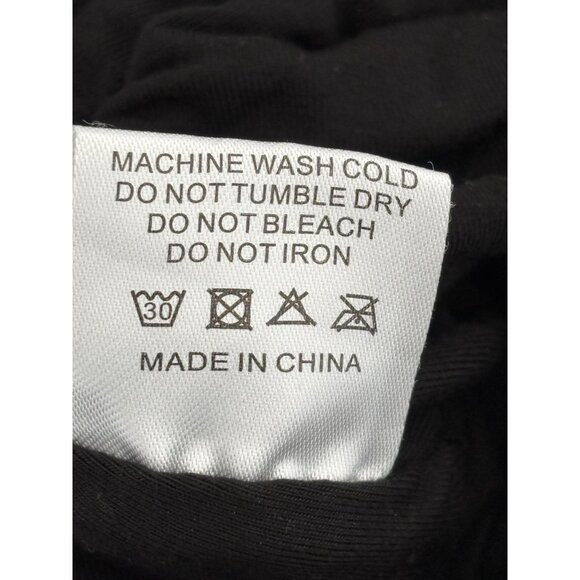 MACHINE WASH COLD
DO NOT TUMBLE DRY
DO NOT BLEACH
DO NOT IRON
30
MADE IN CHINA